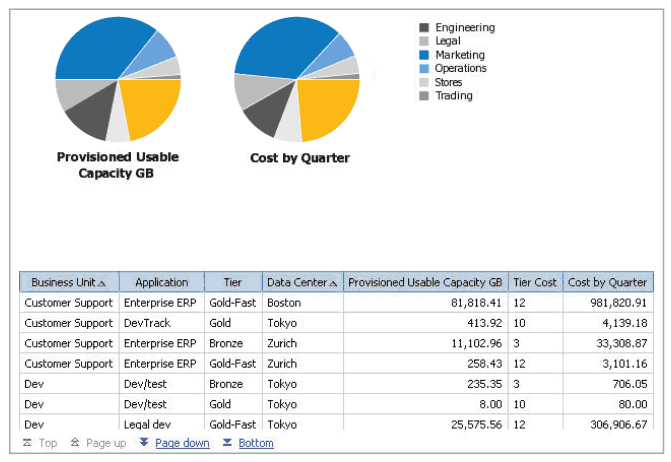 Engineering
Legal
Marketing
Operations
Stores
Trading
Provisioned Usable
Capacity GB
Cost by Quarter
Business Unit Application Tier Data Center Provisioned Usable Capacity GB Tier Cost Cost by Quarter
Customer Support Enterprise ERP Gold-Fast Boston 81,818.41 12 981,820.91
Customer Support DevTrack Gold Tokyo 413.92 10 4,139.18
Customer Support Enterprise ERP Bronze Zurich 11,102.96 3 33,308.87
Customer Support Enterprise ERP Gold-Fast Zurich 258.43 12 3,101.16
Dev Dev/test Bronze Tokyo 235.35 3 706.05
Dev Dev/test Gold Tokyo 8.00 10 80.00
Dev Legal dev Gold-Fast Tokyo 25,575.56 12 306,906.67
Top Page up Page down Bottom